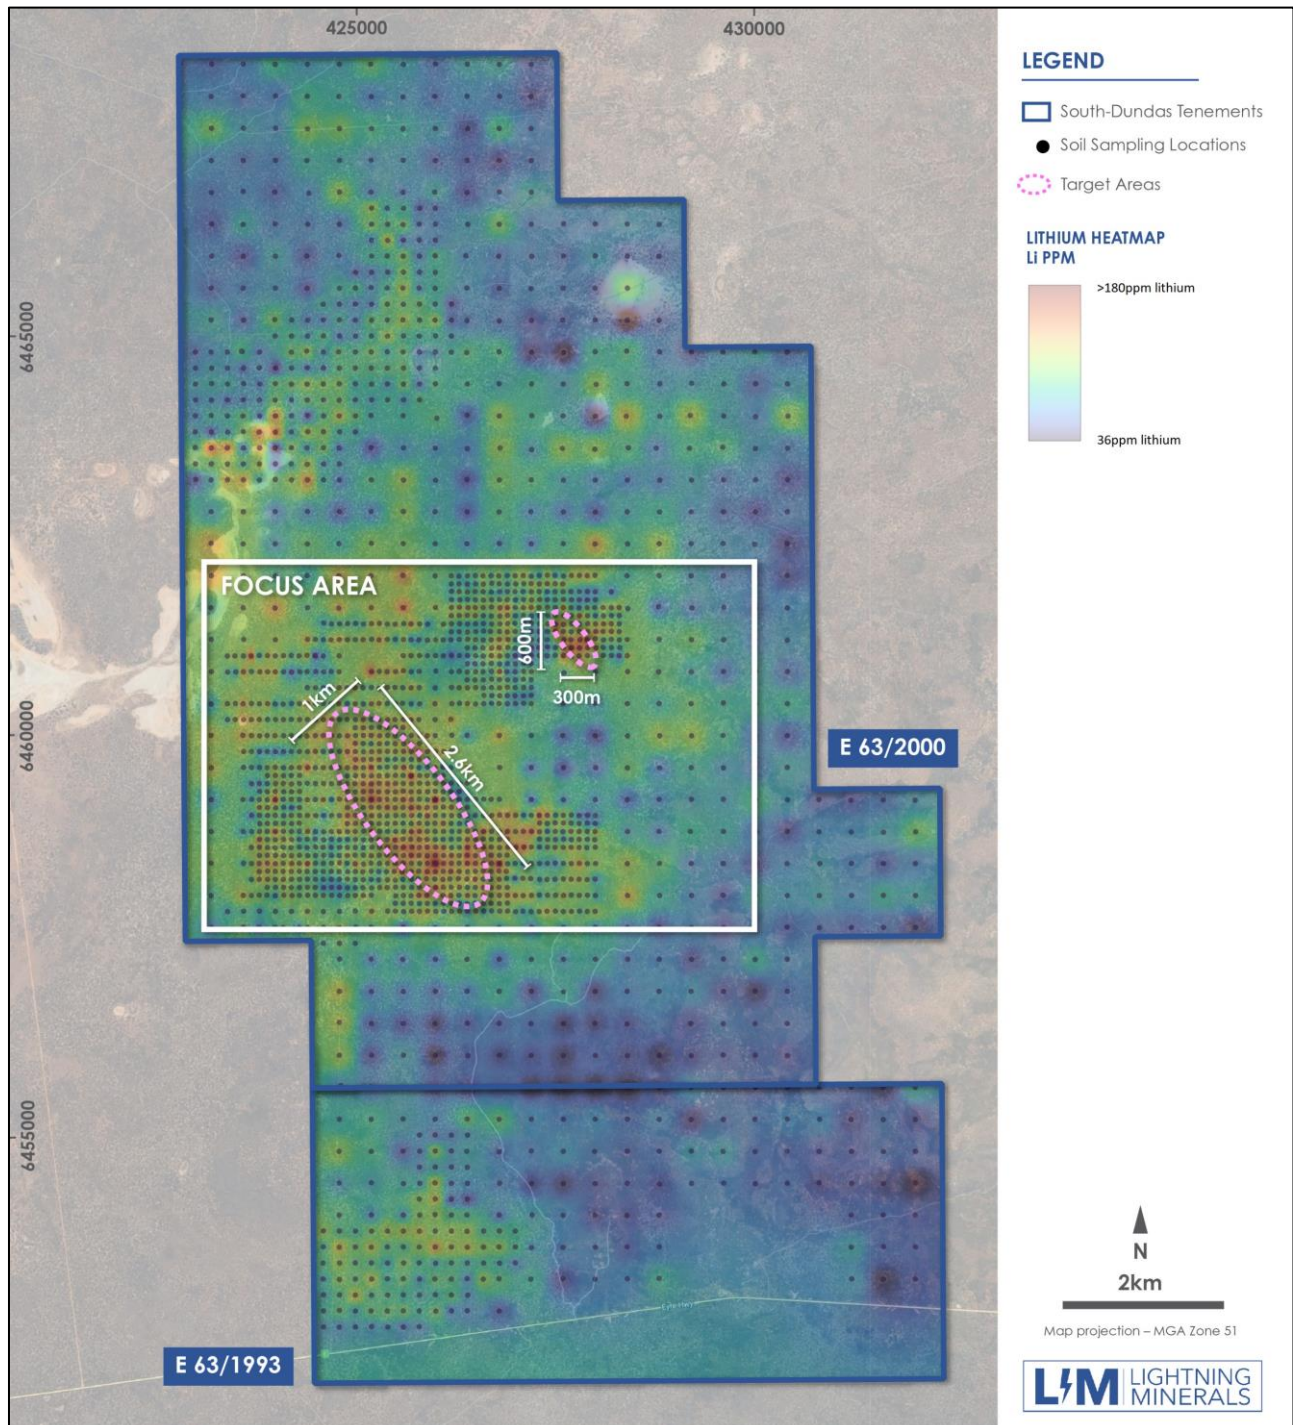 425000
430000
LEGEND
South-Dundas Tenements
Soil Sampling Locations
Target Areas
LITHIUM HEATMAP
Li PPM
>180ppm lithium
36ppm lithium
6465000
FOCUS AREA
600m
300m
1km
2.6km
6460000
E 63/2000
6455000
E 63/1993
N
2km
Map projection – MGA Zone 51
LM LIGHTNING
MINERALS